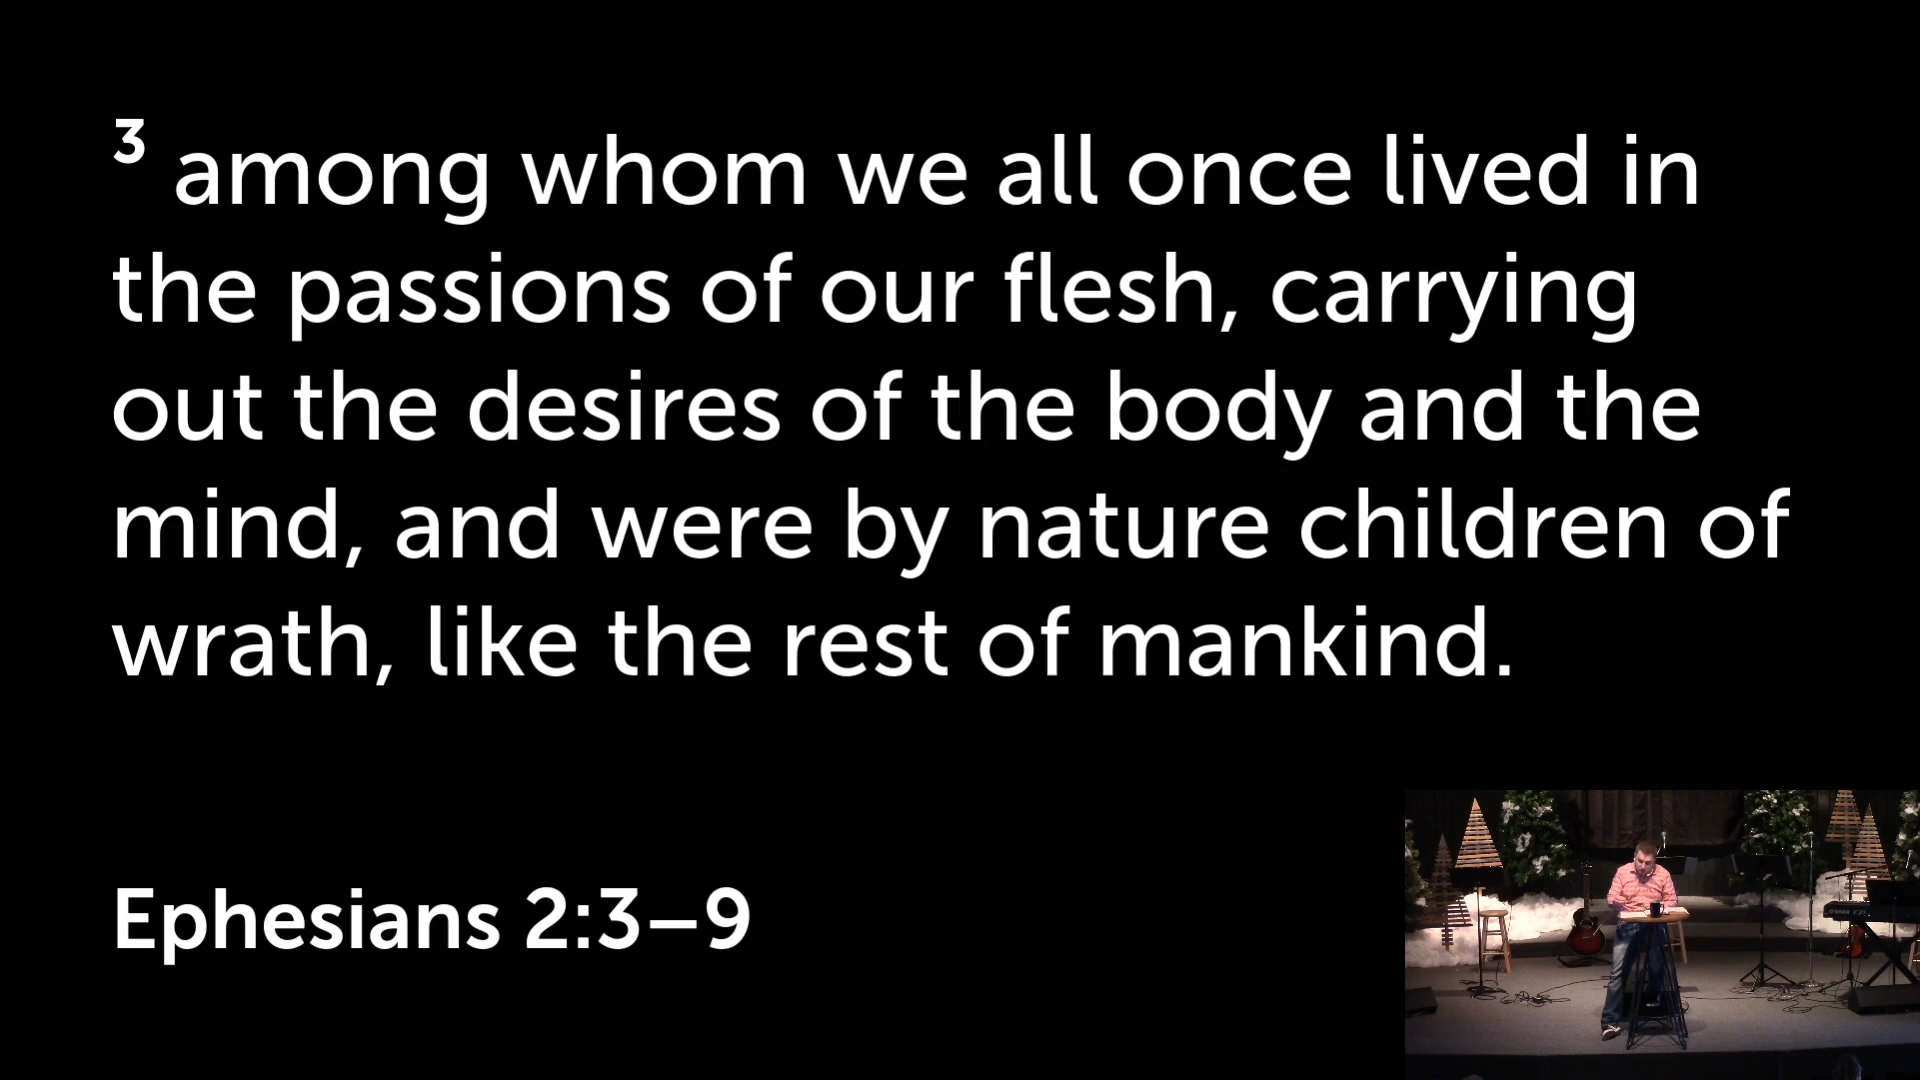 3 among whom we all once lived in
the passions of our flesh, carrying
out the desires of the body and the
mind, and were by nature children of
wrath, like the rest of mankind.
Ephesians 2:3–9